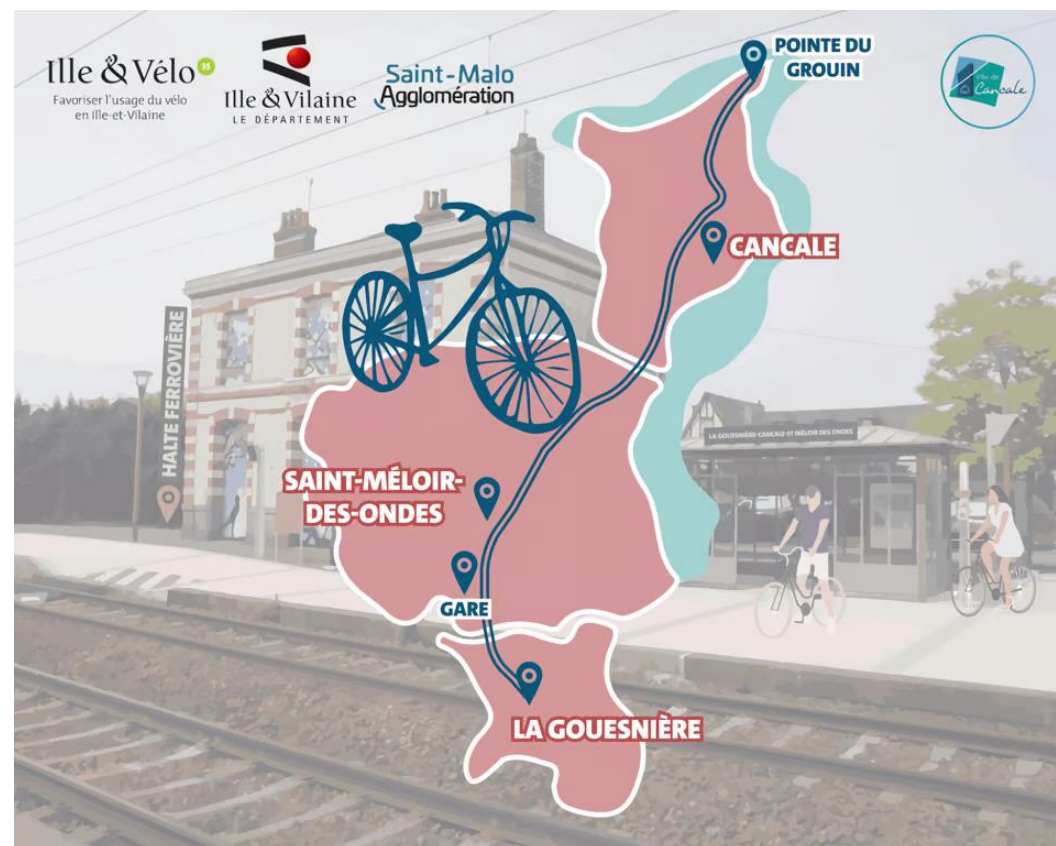 Ille & Vélo 35
Favoriser l'usage du vélo
en Ille-et-Vilaine
Ille & Vilaine
LE DÉPARTEMENT
Saint-Malo
Agglomération
POINTE DU
GROUIN
Ville de
Cancale
CANCALE
HALTE FERROVIÈRE
LA GOUESNIÈRE-CANCALE-ST MÉLOIR DES ONDES
SAINT-MÉLOIR-
DES-ONDES
GARE
LA GOUESNIÈRE